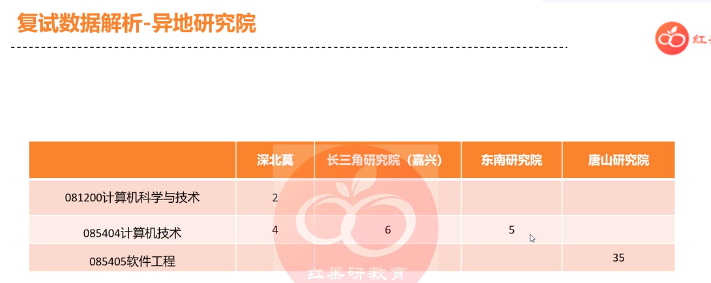 复试数据解析-异地研究院
深北莫 长三角研究院（嘉兴） 东南研究院 唐山研究院
081200计算机科学与技术 2
085404计算机技术 4 6 5
085405软件工程 35
红果研教育